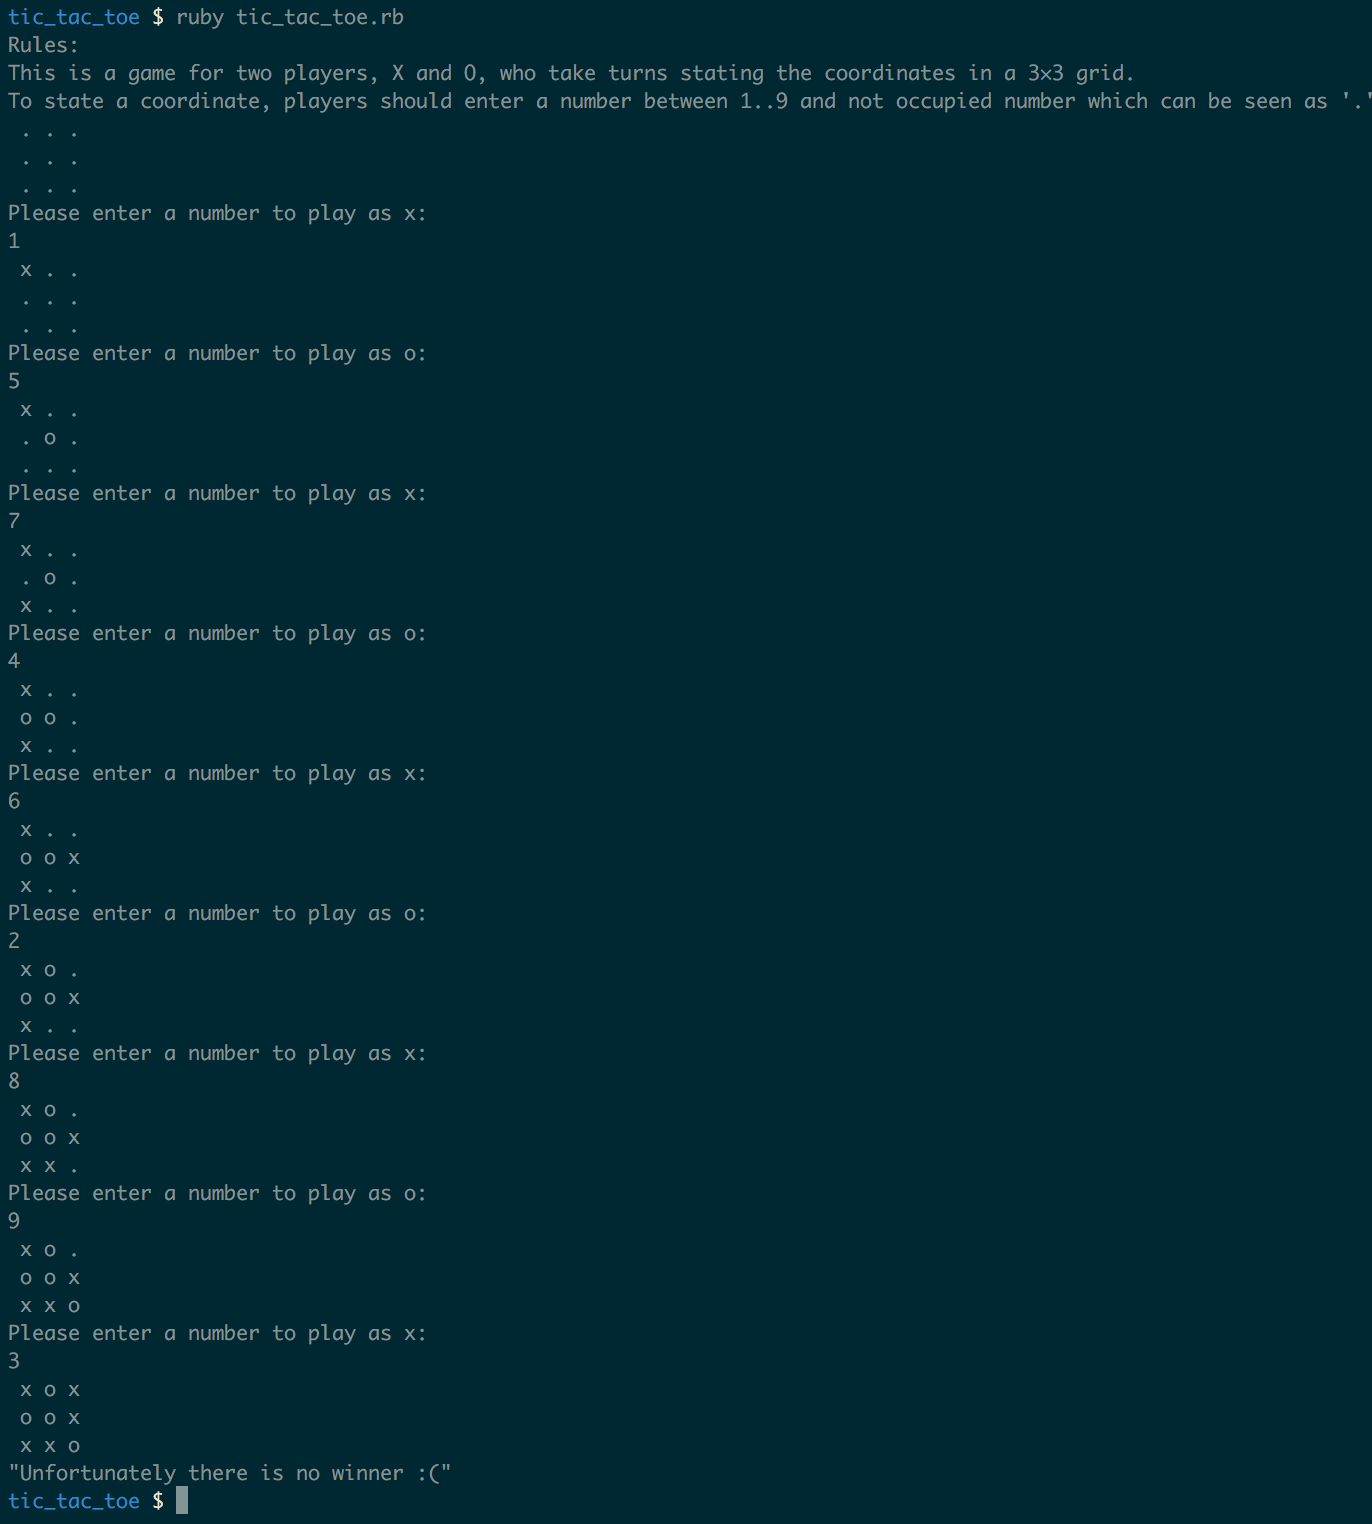 tic_tac_toe $ ruby tic_tac_toe.rb
Rules:
This is a game for two players, X and O, who take turns stating the coordinates in a 3×3 grid.
To state a coordinate, players should enter a number between 1..9 and not occupied number which can be seen as '.'
. . .
. . .
. . .
Please enter a number to play as x:
1
x . .
. . .
. . .
Please enter a number to play as o:
5
x . .
. o .
. . .
Please enter a number to play as x:
7
x . .
. o .
x . .
Please enter a number to play as o:
4
x . .
o o .
x . .
Please enter a number to play as x:
6
x . .
o o x
x . .
Please enter a number to play as o:
2
x o .
o o x
x . .
Please enter a number to play as x:
8
x o .
o o x
x x .
Please enter a number to play as o:
9
x o .
o o x
x x o
Please enter a number to play as x:
3
x o x
o o x
x x o
"Unfortunately there is no winner :("
tic_tac_toe $